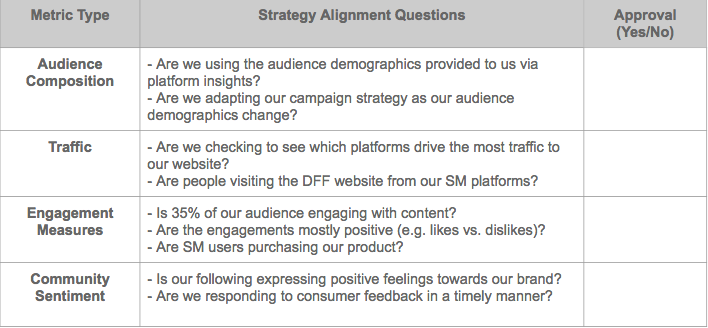 Metric Type
Strategy Alignment Questions
Approval
(Yes/No)
Audience
Composition
- Are we using the audience demographics provided to us via
platform insights?
- Are we adapting our campaign strategy as our audience
demographics change?
Traffic
- Are we checking to see which platforms drive the most traffic to
our website?
- Are people visiting the DFF website from our SM platforms?
Engagement
Measures
- Is 35% of our audience engaging with content?
- Are the engagements mostly positive (e.g. likes vs. dislikes)?
- Are SM users purchasing our product?
Community
Sentiment
- Is our following expressing positive feelings towards our brand?
- Are we responding to consumer feedback in a timely manner?